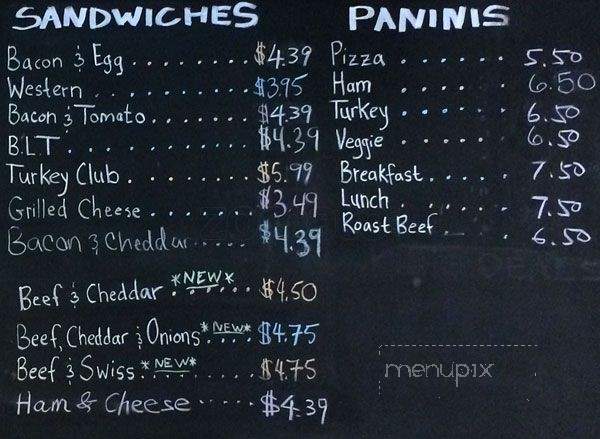 SANDWICHES
Bacon & Egg . . . . . . . . . $4.39
Western . . . . . . . . . . . . $3.95
Bacon & Tomato . . . . . . . $4.39
B.L.T . . . . . . . . . . . . . $4.39
Turkey Club . . . . . . . . . $5.99
Grilled Cheese . . . . . . . . $3.49
Bacon & Cheddar . . . . . $4.39
Beef & Cheddar *NEW* . . . . . . $4.50
Beef, Cheddar & Onions *NEW* . . . . $4.75
Beef & Swiss *NEW* . . . . . . $4.75
Ham & Cheese . . . . . $4.39
PANINIS
Pizza . . . . . . 5.50
Ham . . . . . . 6.50
Turkey . . . . . . 6.50
Veggie . . . . . . 6.50
Breakfast . . . . . 7.50
Lunch . . . . . . 7.50
Roast Beef . . . . 6.50
menupix